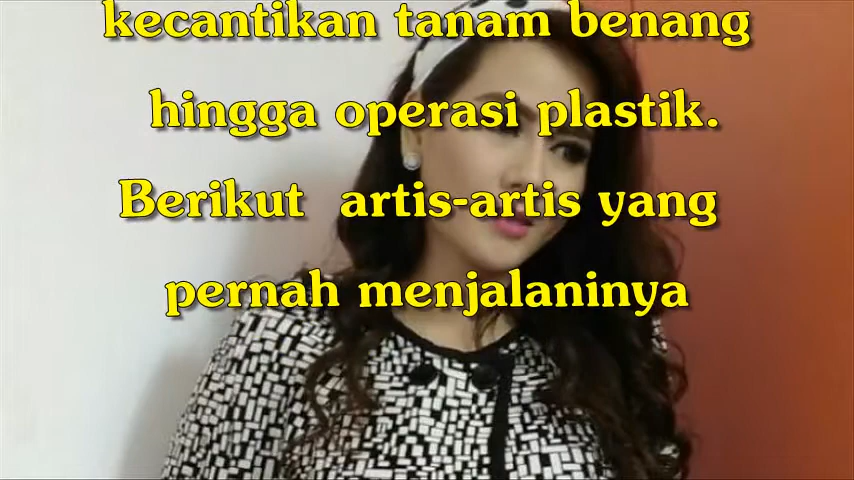 kecantikan tanam benang
hingga operasi plastik.
Berikut artis-artis yang
pernah menjalaninya